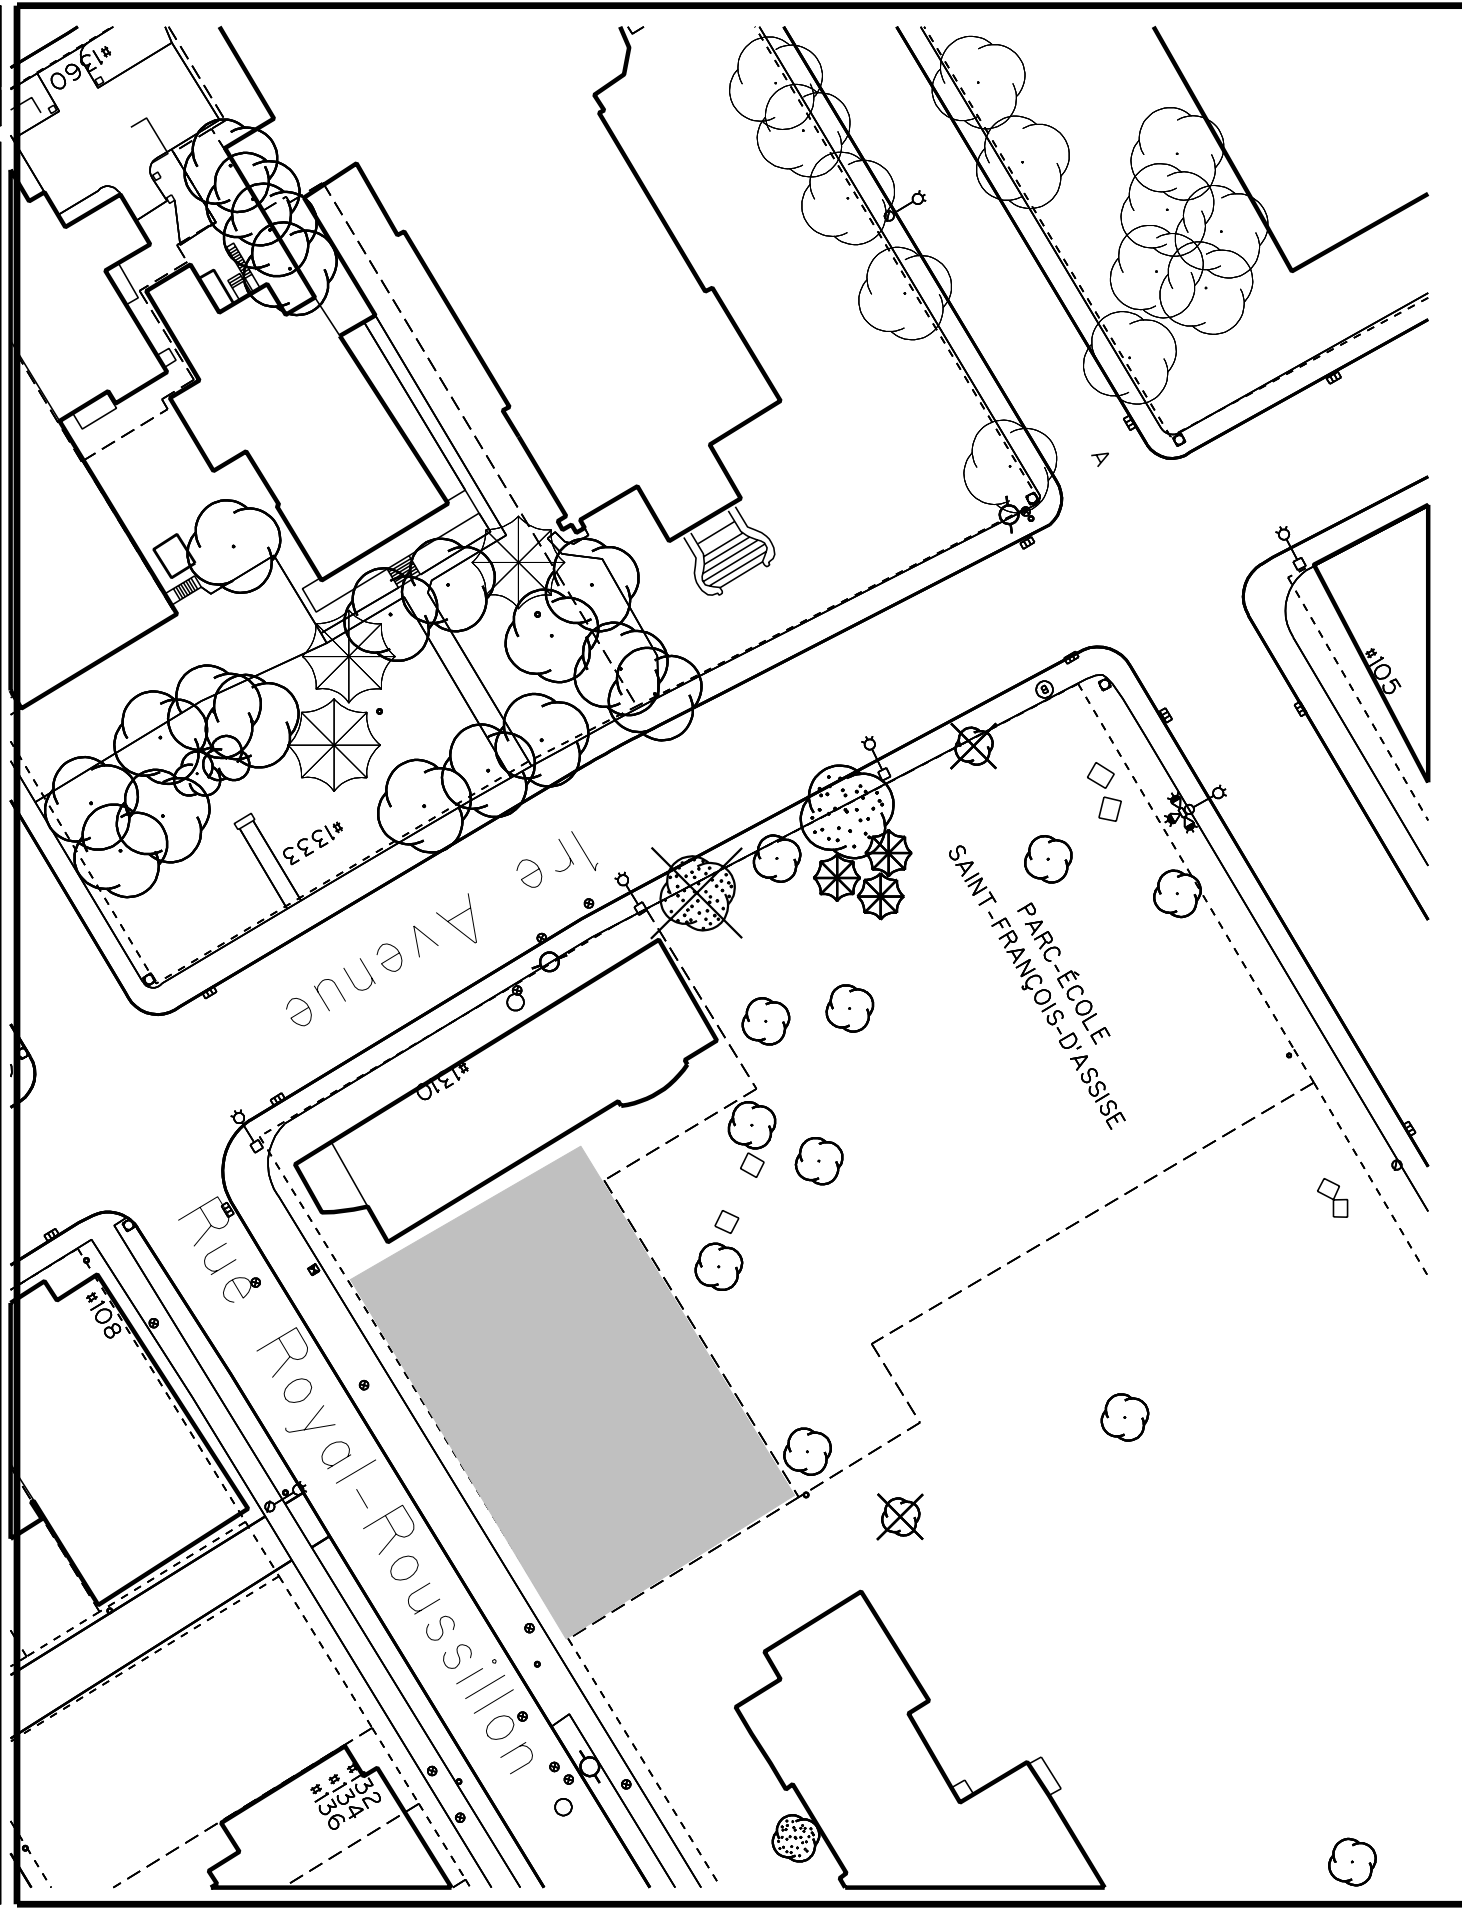 #1360
A
#105
B
#1333
1re Avenue
PARC-ÉCOLE
SAINT-FRANÇOIS-D'ASSISE
#1310
Rue Royal-Roussillon
#108
#132
#134
#136